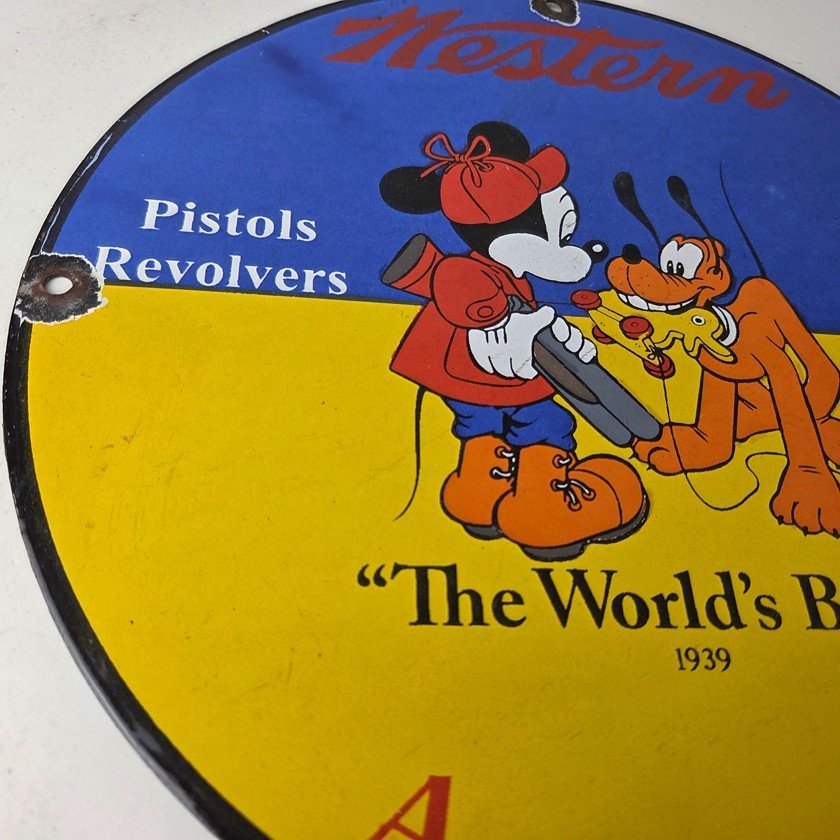 Western
Pistols
Revolvers
“The World’s B
1939
A